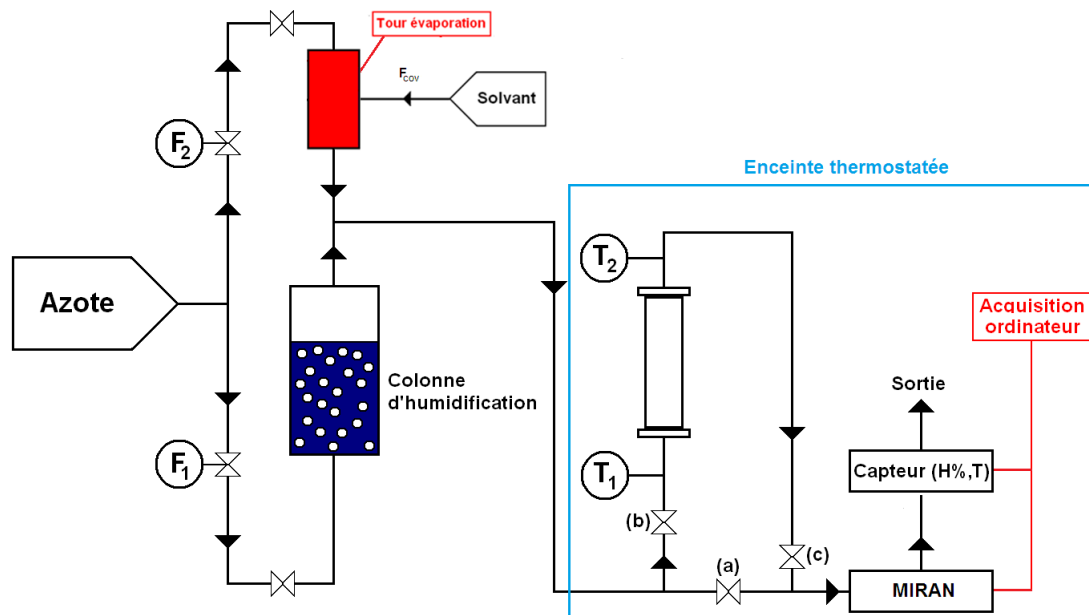 Tour évaporation
F cov
Solvant
F2
Enceinte thermostatée
T2
Azote
Acquisition
ordinateur
Colonne
d'humidification
Sortie
F1
T1
Capteur (H%,T)
(b)
(a)
(c)
MIRAN